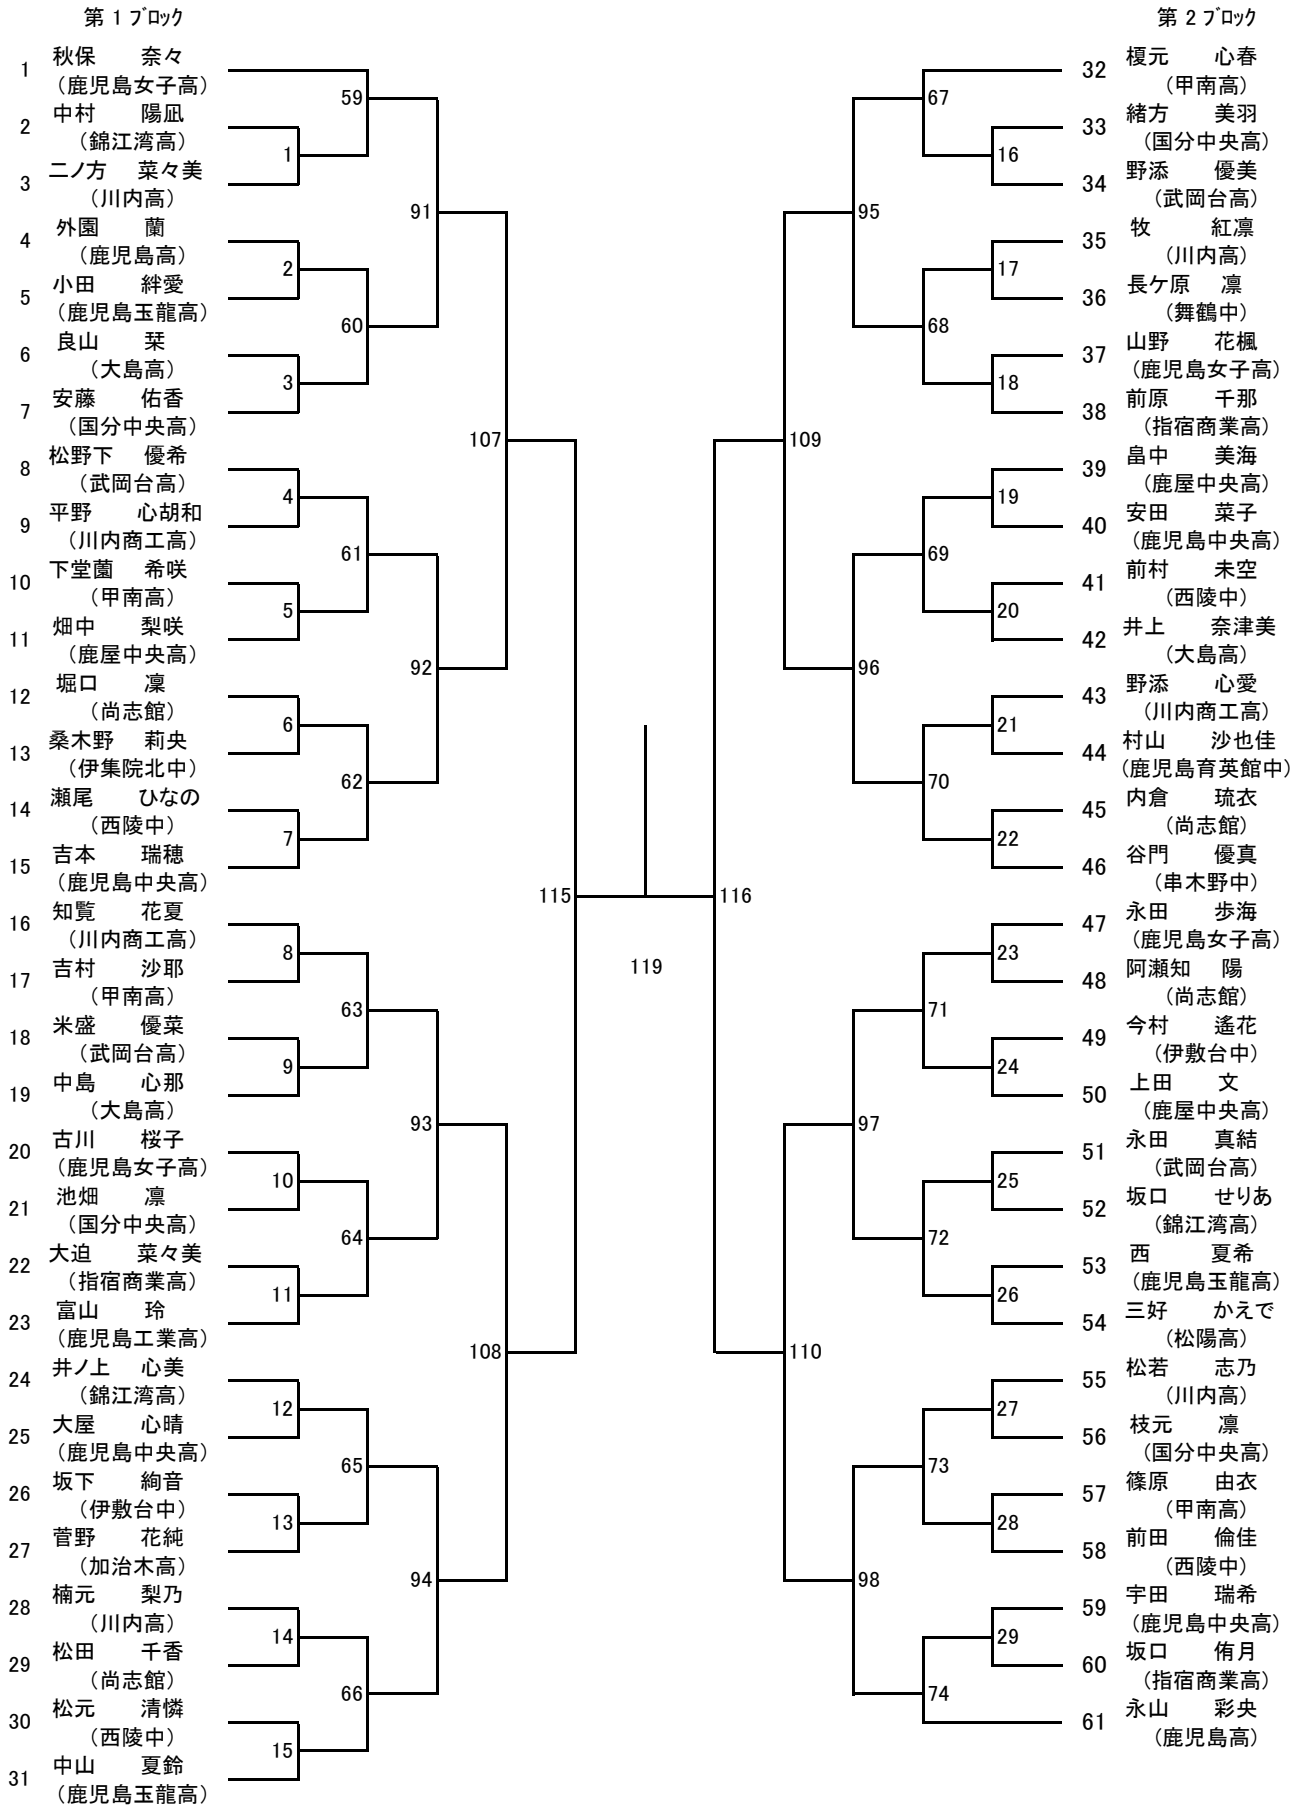 第１ブロック
1 秋保 奈々
(鹿児島女子高)
2 中村 陽凪
(錦江湾高)
3 二ノ方 菜々美
(川内高)
4 外園 蘭
(鹿児島高)
5 小田 絆愛
(鹿児島玉龍高)
6 良山 栞
(大島高)
7 安藤 佑香
(国分中央高)
8 松野下 優希
(武岡台高)
9 平野 心胡和
(川内商工高)
10 下堂薗 希咲
(甲南高)
11 畑中 梨咲
(鹿屋中央高)
12 堀口 凜
(尚志館)
13 桑木野 莉央
(伊集院北中)
14 瀬尾 ひなの
(西陵中)
15 吉本 瑞穂
(鹿児島中央高)
16 知覧 花夏
(川内商工高)
17 吉村 沙耶
(甲南高)
18 米盛 優菜
(武岡台高)
19 中島 心那
(大島高)
20 古川 桜子
(鹿児島女子高)
21 池畑 凛
(国分中央高)
22 大迫 菜々美
(指宿商業高)
23 富山 玲
(鹿児島工業高)
24 井ノ上 心美
(錦江湾高)
25 大屋 心晴
(鹿児島中央高)
26 坂下 絢音
(伊敷台中)
27 菅野 花純
(加治木高)
28 楠元 梨乃
(川内高)
29 松田 千香
(尚志館)
30 松元 清憐
(西陵中)
31 中山 夏鈴
(鹿児島玉龍高)
1
2
3
4
5
6
7
8
9
10
11
12
13
14
15
59
60
61
62
63
64
65
66
91
92
93
94
107
108
115
119
116
109
110
95
96
97
98
67
68
69
70
71
72
73
74
16
17
18
19
20
21
22
23
24
25
26
27
28
29
第２ブロック
32 榎元 心春
(甲南高)
33 緒方 美羽
(国分中央高)
34 野添 優美
(武岡台高)
35 牧 紅凛
(川内高)
36 長ケ原 凛
(舞鶴中)
37 山野 花楓
(鹿児島女子高)
38 前原 千那
(指宿商業高)
39 畠中 美海
(鹿屋中央高)
40 安田 菜子
(鹿児島中央高)
41 前村 未空
(西陵中)
42 井上 奈津美
(大島高)
43 野添 心愛
(川内商工高)
44 村山 沙也佳
(鹿児島育英館中)
45 内倉 琉衣
(尚志館)
46 谷門 優真
(串木野中)
47 永田 歩海
(鹿児島女子高)
48 阿瀬知 陽
(尚志館)
49 今村 遙花
(伊敷台中)
50 上田 文
(鹿屋中央高)
51 永田 真結
(武岡台高)
52 坂口 せりあ
(錦江湾高)
53 西 夏希
(鹿児島玉龍高)
54 三好 かえで
(松陽高)
55 松若 志乃
(川内高)
56 枝元 凛
(国分中央高)
57 篠原 由衣
(甲南高)
58 前田 倫佳
(西陵中)
59 宇田 瑞希
(鹿児島中央高)
60 坂口 侑月
(指宿商業高)
61 永山 彩央
(鹿児島高)